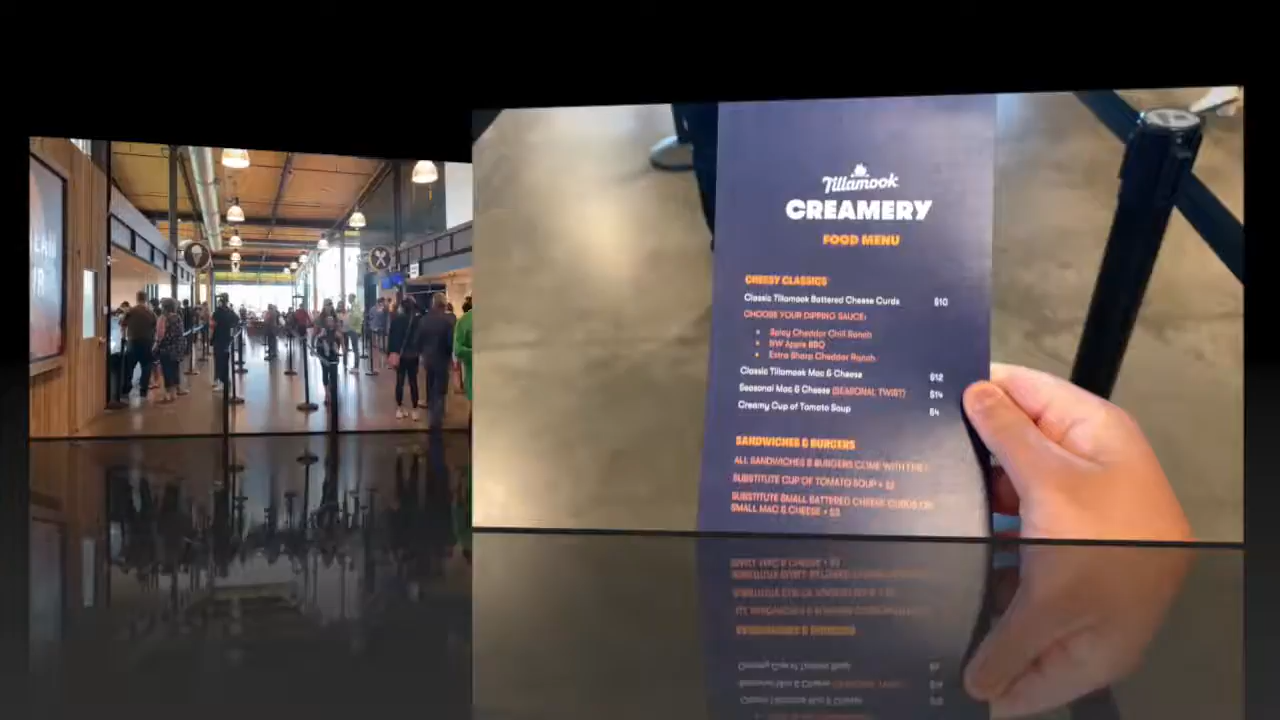 Tillamook
CREAMERY
FOOD MENU
CHEESY CLASSICS
Classic Tillamook Battered Cheese Curds $10
CHOOSE YOUR DIPPING SAUCE:
• Spicy Cheddar Chili Ranch
• NW Apple BBQ
• Extra Sharp Cheddar Ranch
Classic Tillamook Mac & Cheese $12
Seasonal Mac & Cheese (SEASONAL TWIST) $14
Creamy Cup of Tomato Soup $4
SANDWICHES & BURGERS
ALL SANDWICHES & BURGERS COME WITH
SUBSTITUTE CUP OF TOMATO SOUP +
SUBSTITUTE SMALL BATTERED CHEESE CURDS OR
SMALL MAC & CHEESE + $3